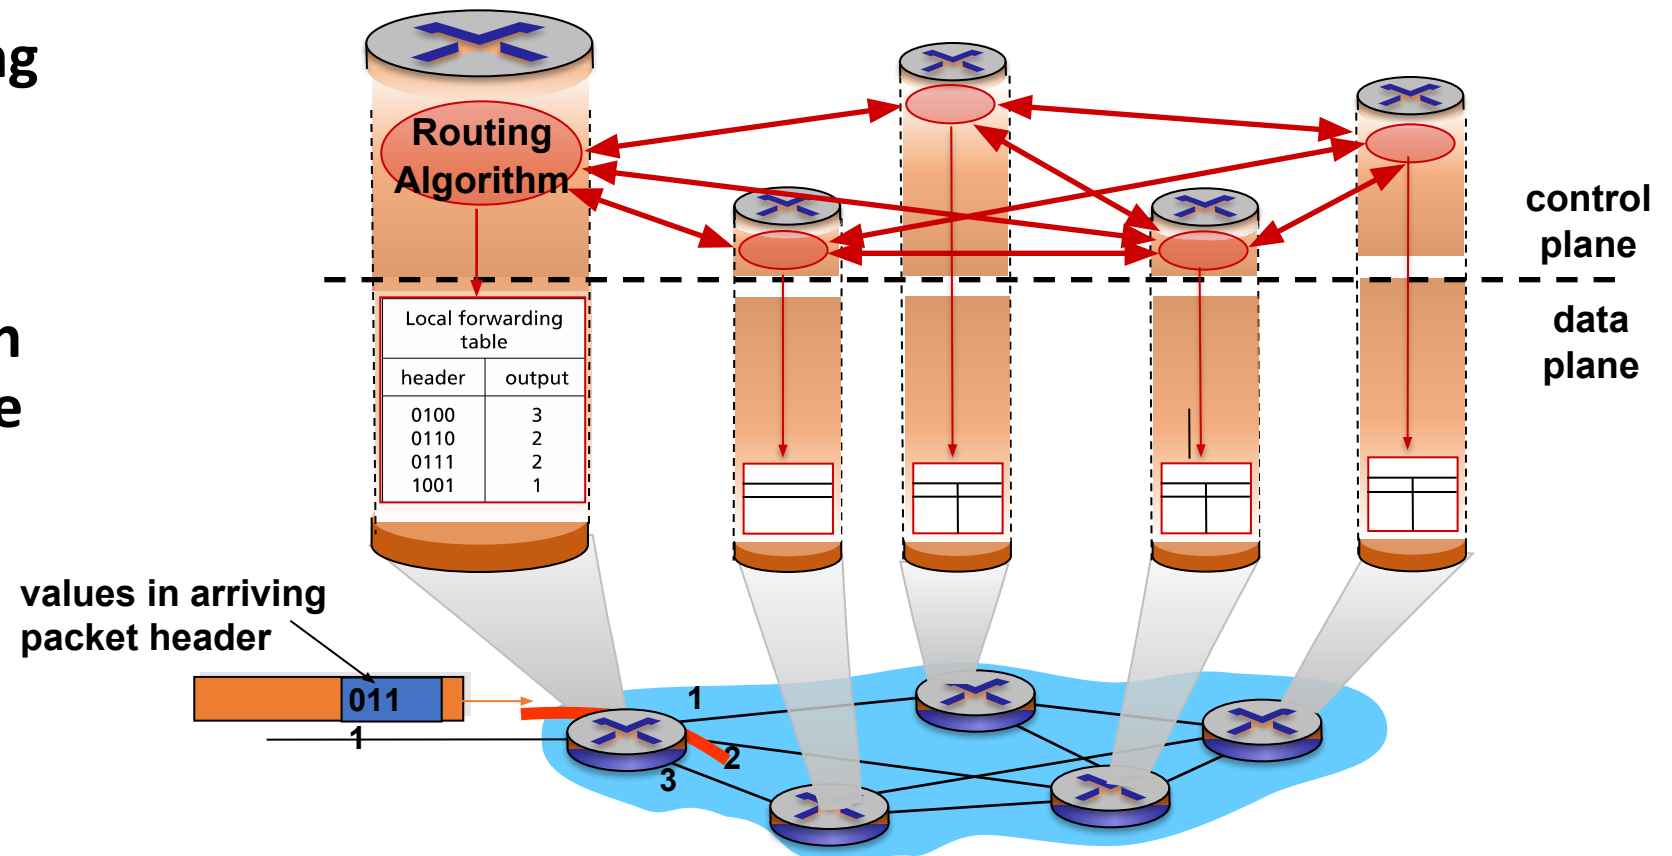 ng
n
e
Routing
Algorithm
control
plane
data
plane
Local forwarding
table
header output
0100 3
0110 2
0111 2
1001 1
values in arriving
packet header
011
1
1
2
3